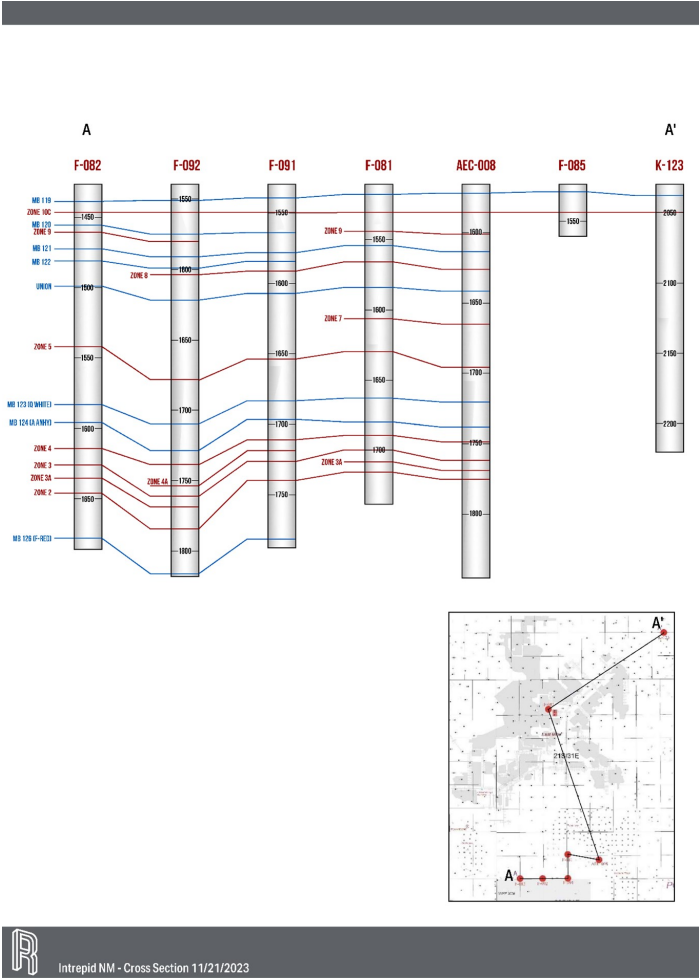 A A'
F-082 F-092 F-091 F-081 AEC-008 F-085 K-123
MB 119
ZONE 10C
MB 120
ZONE 9
MB 121
MB 122
UNION
ZONE 5
MB 123 (Q WHITE)
MB 124 (A ANHY)
ZONE 4
ZONE 3
ZONE 3A
ZONE 2
MB 126 (F-RED)
1450
1500
1550
1600
1650
ZONE 8
ZONE 4A
1550
1600
1650
1700
1750
1800
1550
1600
1650
1700
1750
ZONE 9
ZONE 7
ZONE 3A
1550
1600
1650
1700
1600
1650
1700
1750
1800
1550
2050
2100
2150
2200
A'
21S/31E
A
R
Intrepid NM - Cross Section 11/21/2023